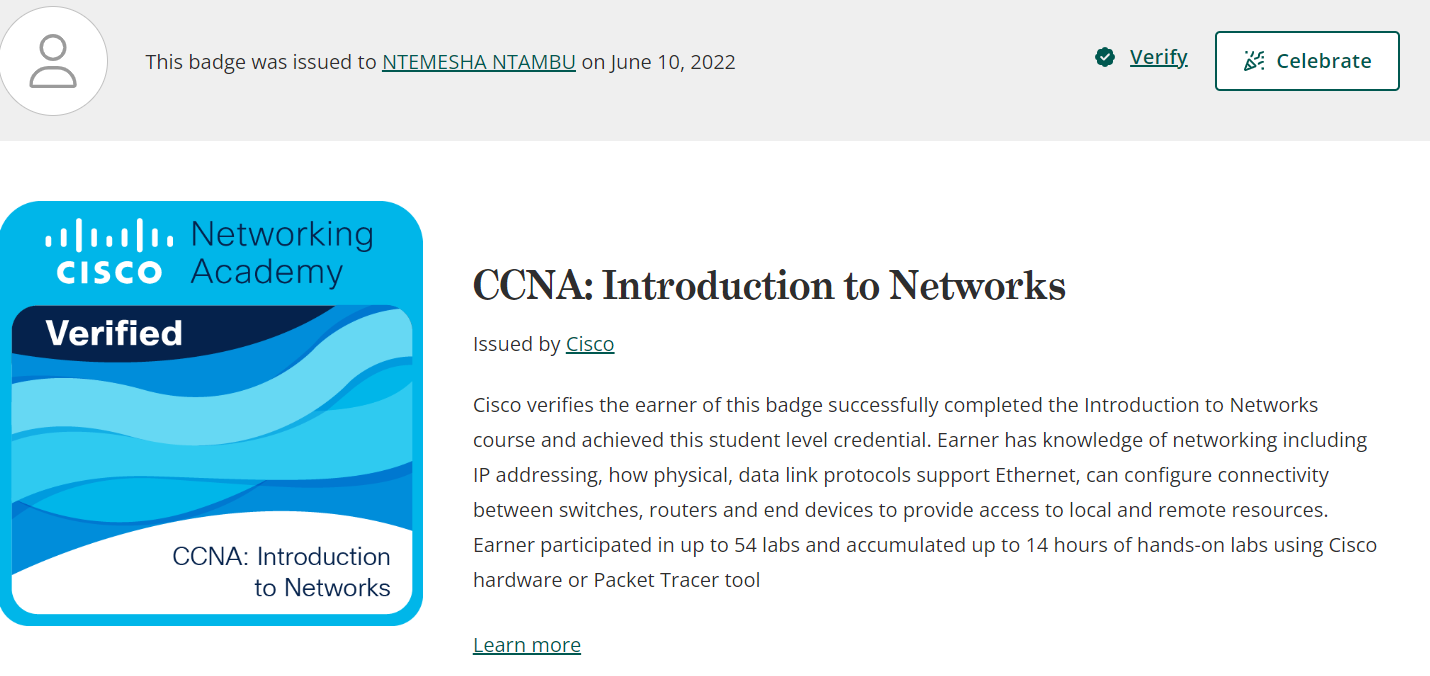 This badge was issued to NTEMESHA NTAMBU on June 10, 2022
Verify
Celebrate
CISCO
Networking
Academy
Verified
CCNA: Introduction
to Networks
CCNA: Introduction to Networks
Issued by Cisco
Cisco verifies the earner of this badge successfully completed the Introduction to Networks
course and achieved this student level credential. Earner has knowledge of networking including
IP addressing, how physical, data link protocols support Ethernet, can configure connectivity
between switches, routers and end devices to provide access to local and remote resources.
Earner participated in up to 54 labs and accumulated up to 14 hours of hands-on labs using Cisco
hardware or Packet Tracer tool
Learn more